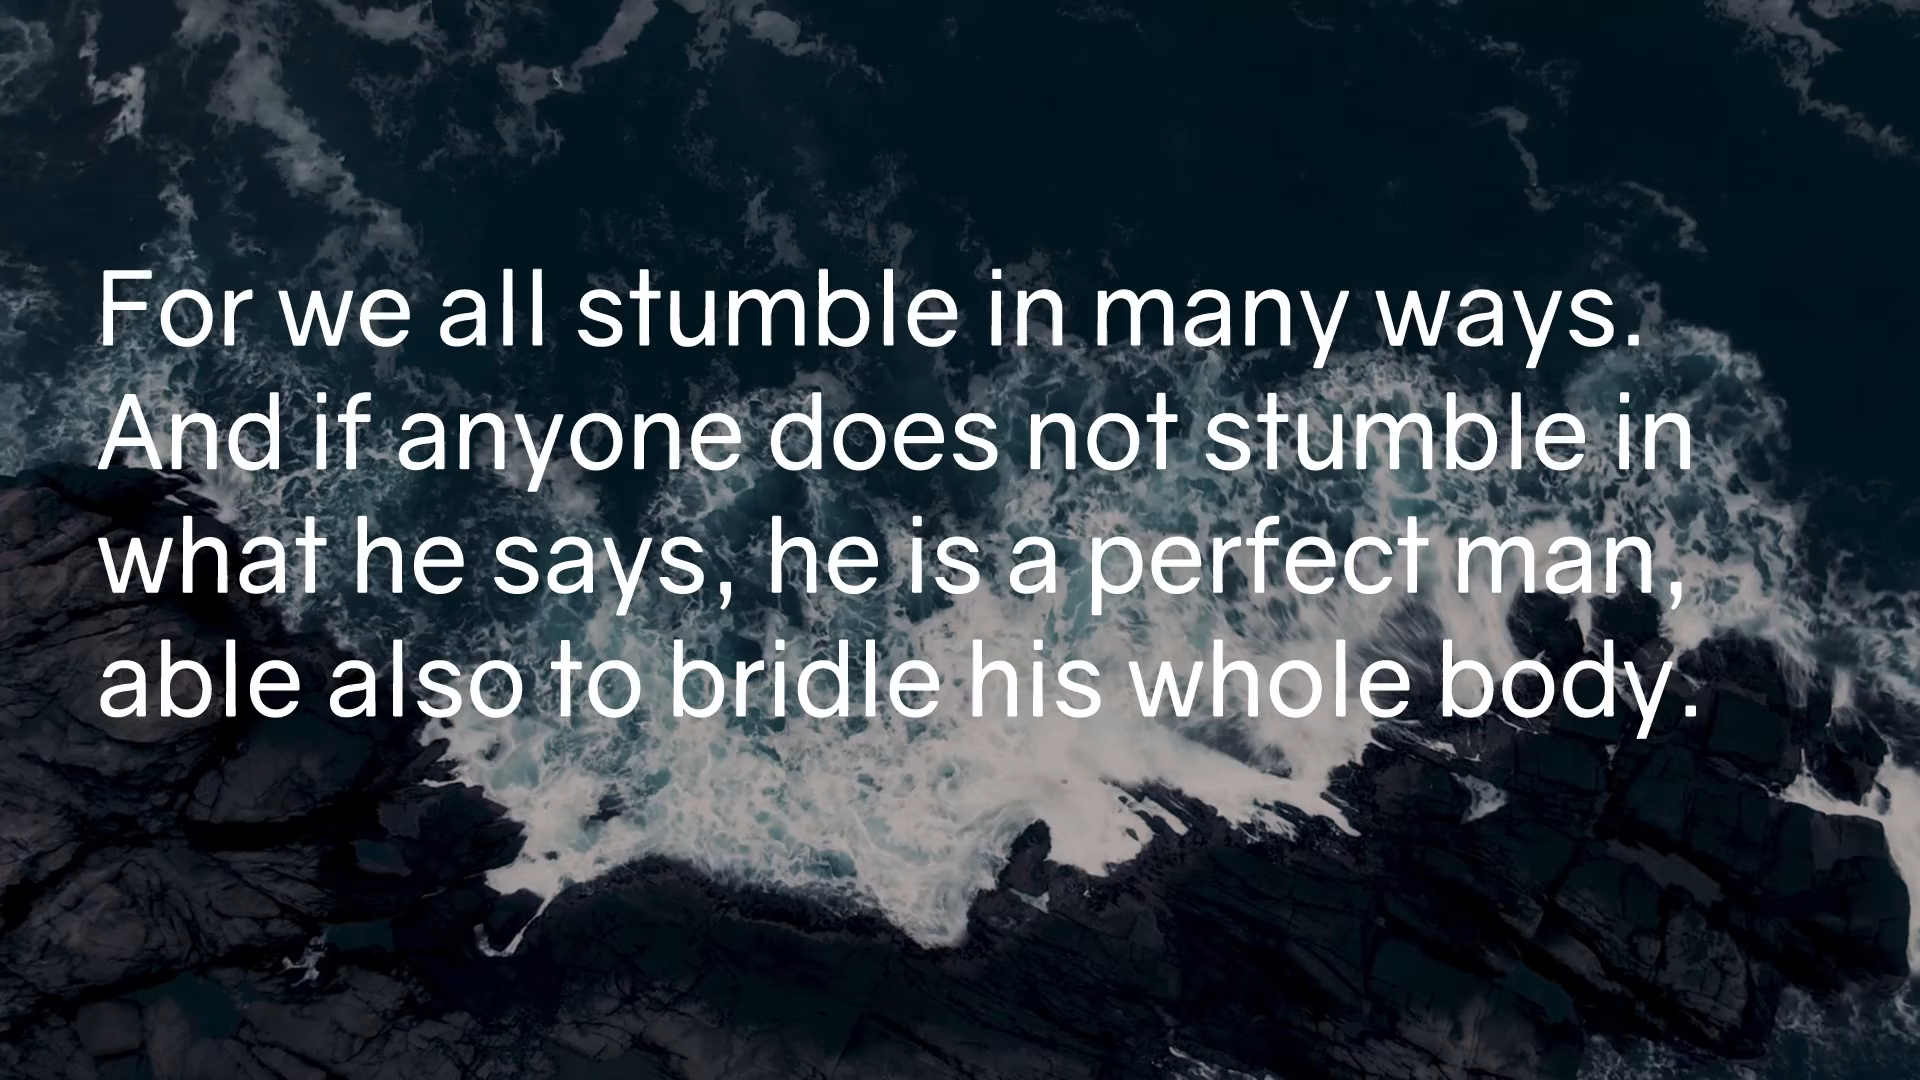 For we all stumble in many ways.
And if anyone does not stumble in
what he says, he is a perfect man,
able also to bridle his whole body.